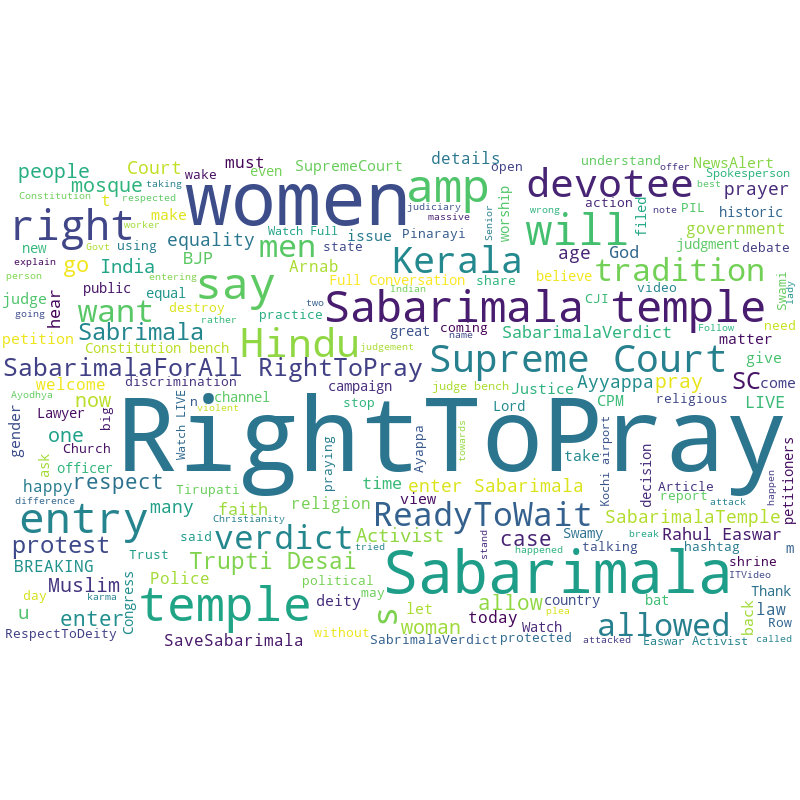 understand offer NewsAlert
details open
people Court must even SupremeCourt Spokesperson
mosque taking wake best prayer
Constitution respected women amp devotee
t judiciary massive action wrong note PIL
right make worker Watch Full Pinarayi Senior worship filed historic
will government
new Govt using equality men state issue age God judgment debate
explain BJP Indian Kerala
go India Arnab Full Conversation share believe tradition
person entering say video Swami lady
judge public equal destroy two practice CJI need
going hear want rather great coming Sabarimala temple Follow
petition Sabrimala Hindu name SabarimalaVerdict matter
Constitution bench judgement Supreme Court give
SabarimalaForAll RightToPray
welcome discrimination campaign judge bench Justice Ayyappa pray SC come
Ayodhya now Watch LIVE n channel stop Lord CPM religious LIVE
gender Lawyer big violent
one Church RightToPray
ask praying Ayappa towards take Kochi airport decision petitioners
officer time view Article happen
happy respect Tirupati enter Sabarimala report attack
difference many faith religion ReadyToWait SabarimalaTemple
entry Christianity
protest said verdict tried Activist stand case Swamy break Rahul Easwar
BREAKING Trust happened talking hashtag m
Trupti Desai Sabarimala shrine ITVideo
Muslim Police political country
day karma Congress temple deity may s allow bat Thank
u enter let woman plea allowed back law
without today Watch protected Row
RespectToDeity SaveSabarimala SabrimalaVerdict attacked Easwar Activist called